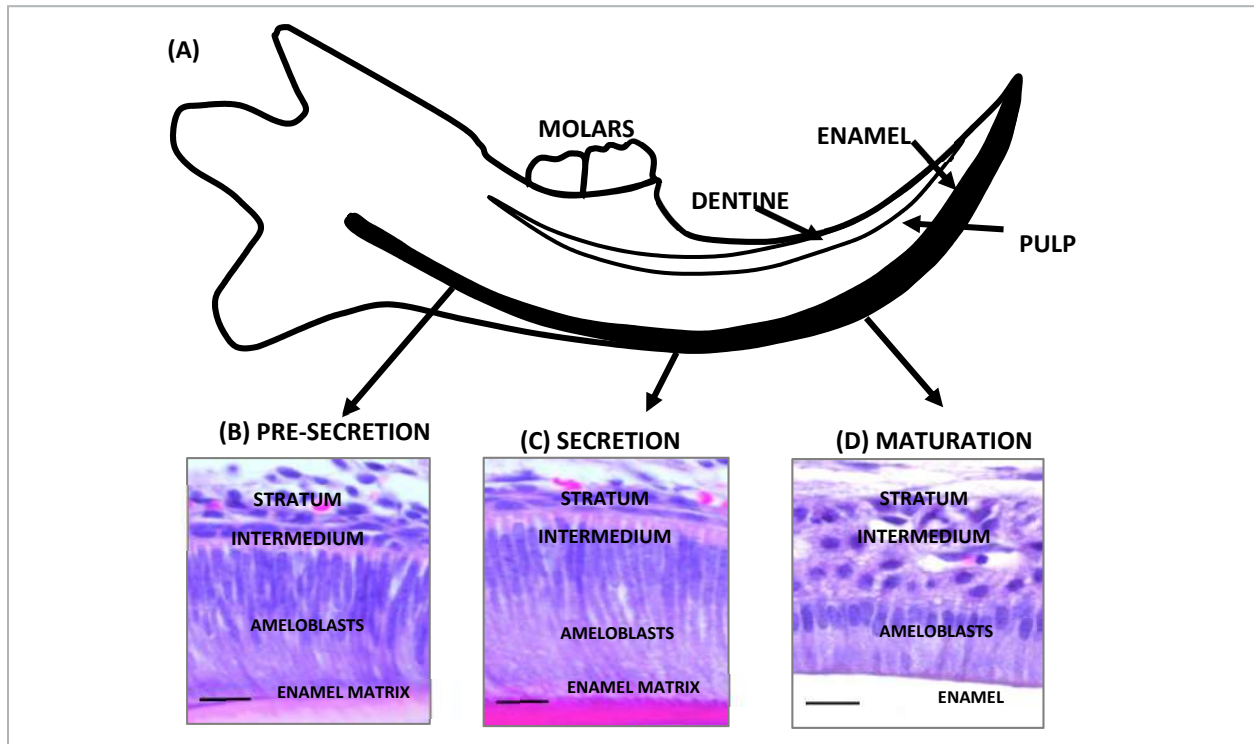 (A)
MOLARS
ENAMEL
DENTINE
PULP
(B) PRE-SECRETION
(C) SECRETION
(D) MATURATION
STRATUM
INTERMEDIUM
AMELOBLASTS
ENAMEL MATRIX
STRATUM
INTERMEDIUM
AMELOBLASTS
ENAMEL MATRIX
STRATUM
INTERMEDIUM
AMELOBLASTS
ENAMEL